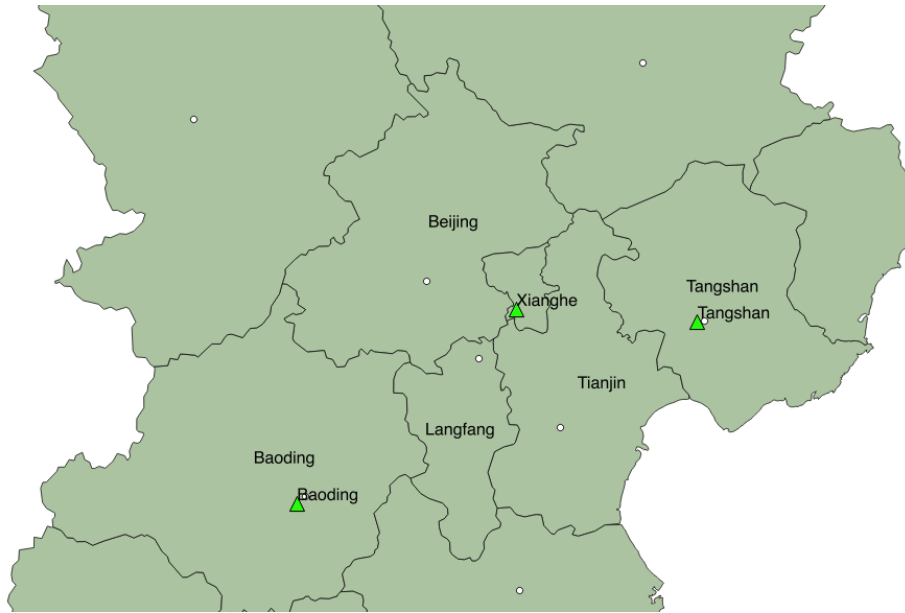 Beijing
Tangshan
Xianghe
Tangshan
Tianjin
Langfang
Baoding
Baoding